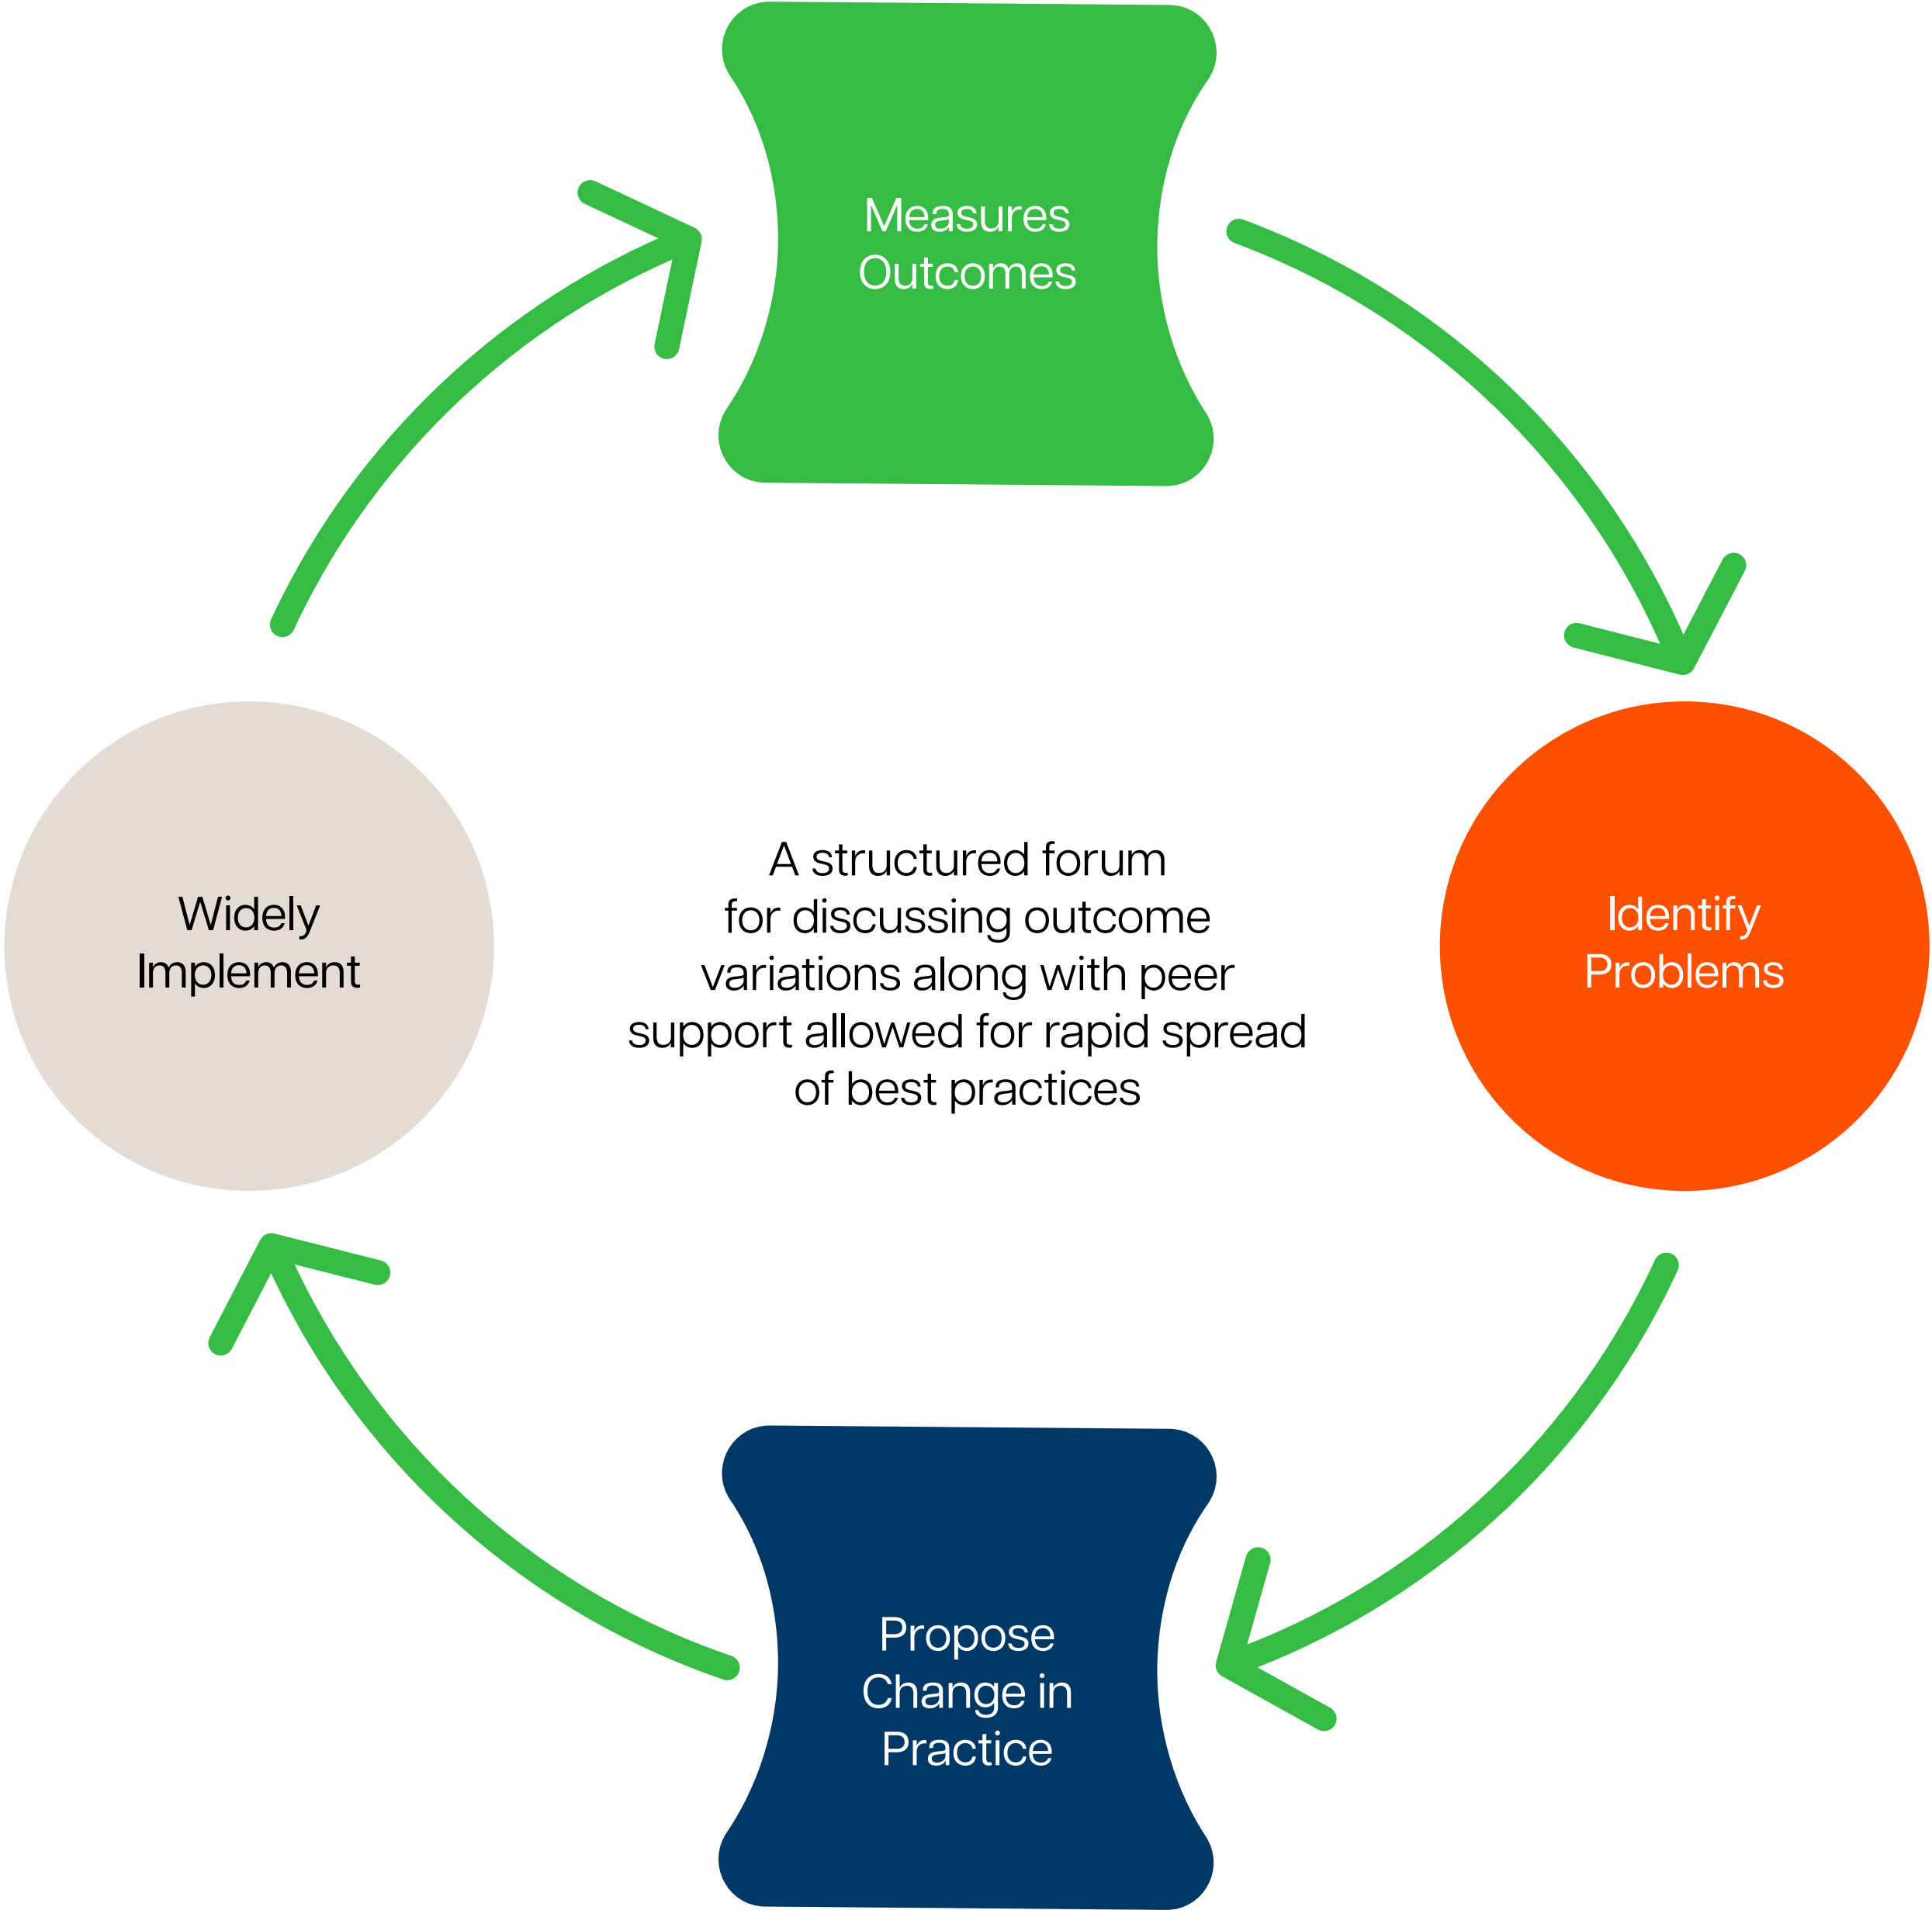 Measures
Outcomes
Widely
Implement
A structured forum
for discussing outcome
variations along with peer
support allowed for rapid spread
of best practices
Identify
Problems
Propose
Change in
Practice